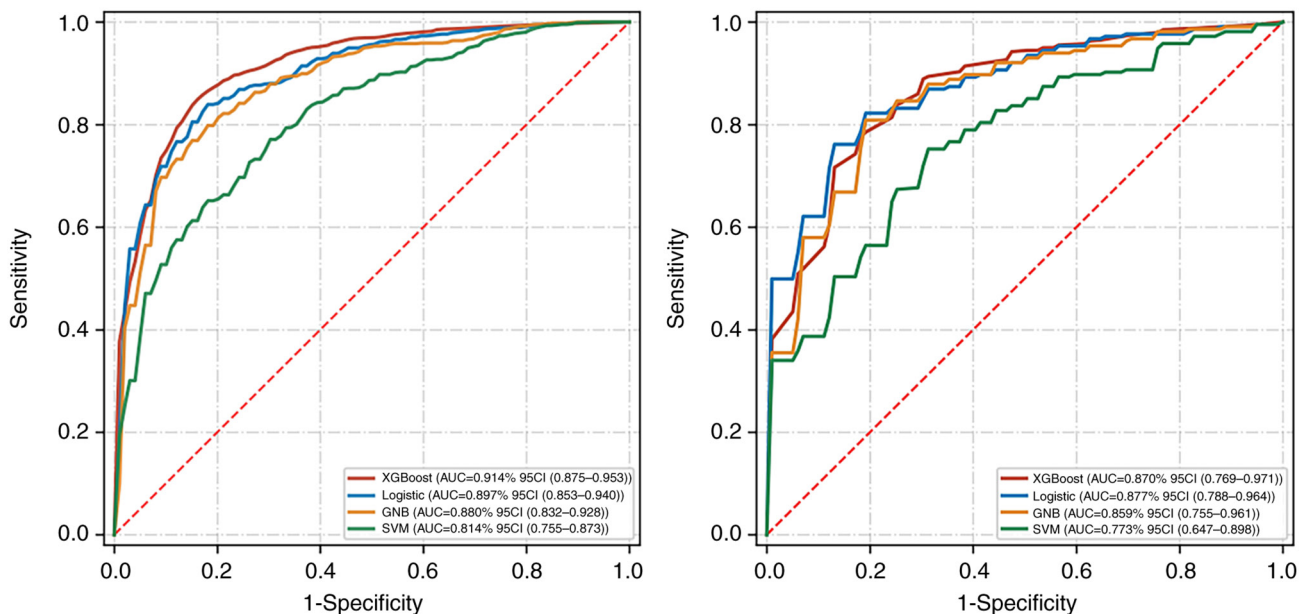 1.0
0.8
0.6
0.4
0.2
0.0
Sensitivity
XGBoost (AUC=0.914% 95CI (0.875–0.953))
Logistic (AUC=0.897% 95CI (0.853–0.940))
GNB (AUC=0.880% 95CI (0.832–0.928))
SVM (AUC=0.814% 95CI (0.755–0.873))
0.0 0.2 0.4 0.6 0.8 1.0
1-Specificity
1.0
0.8
0.6
0.4
0.2
0.0
Sensitivity
XGBoost (AUC=0.870% 95CI (0.769–0.971))
Logistic (AUC=0.877% 95CI (0.788–0.964))
GNB (AUC=0.859% 95CI (0.755–0.961))
SVM (AUC=0.773% 95CI (0.647–0.898))
0.0 0.2 0.4 0.6 0.8 1.0
1-Specificity